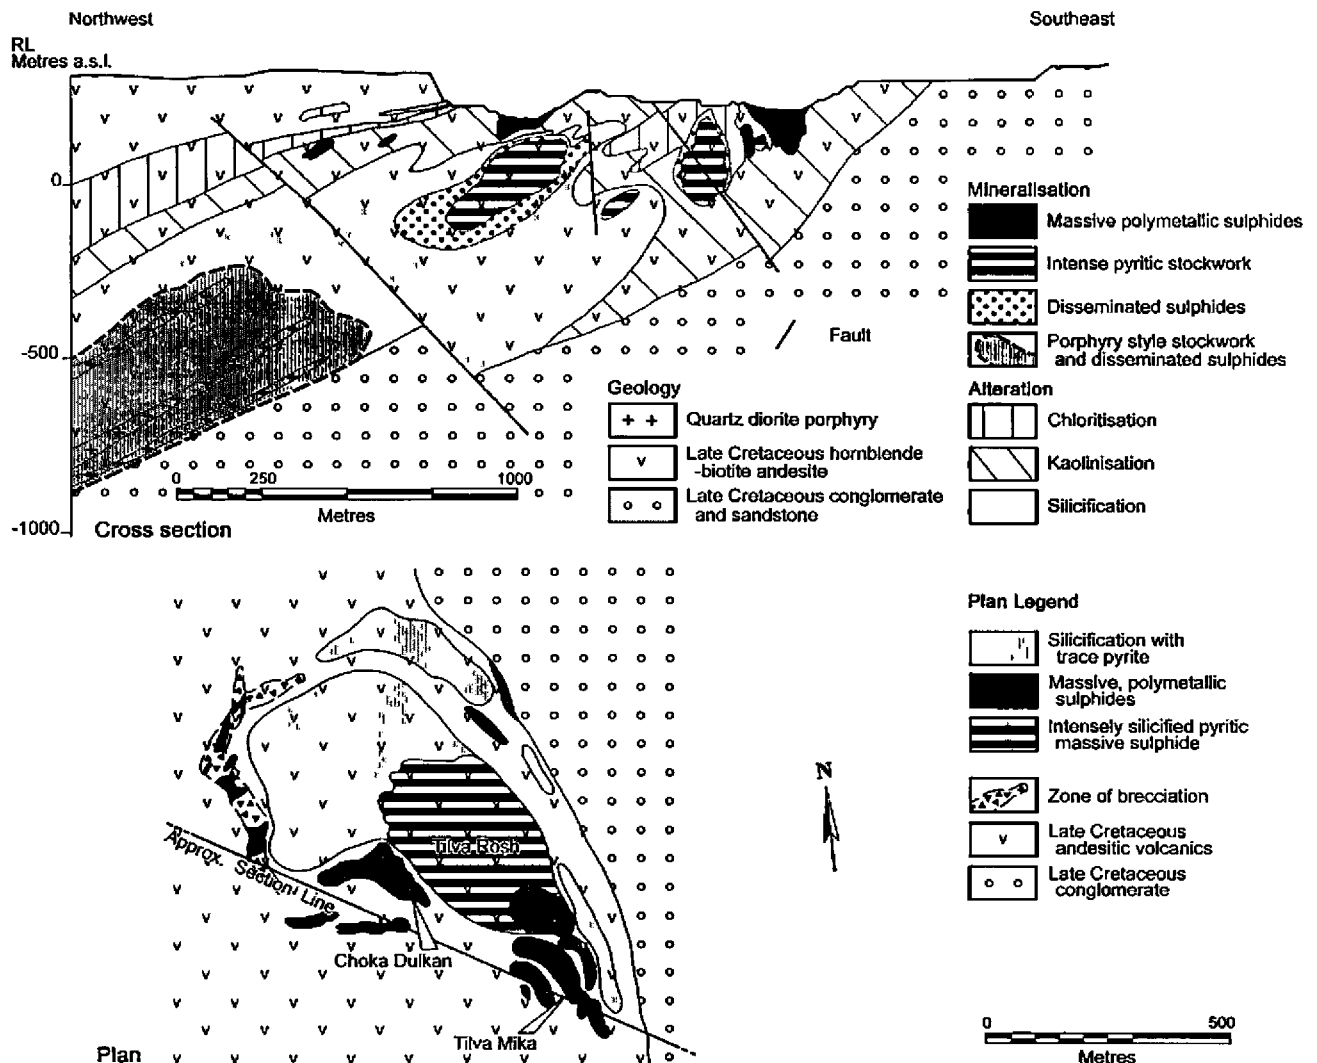 Northwest
Southeast
RL
Metres a.s.l.
0
-500
-1000
0 250 1000
Metres
Cross section
Fault
Geology
Quartz diorite porphyry
Late Cretaceous hornblende
-biotite andesite
Late Cretaceous conglomerate
and sandstone
Mineralisation
Massive polymetallic sulphides
Intense pyritic stockwork
Disseminated sulphides
Porphyry style stockwork
and disseminated sulphides
Alteration
Chloritisation
Kaolinisation
Silicification
Plan Legend
Silicification with
trace pyrite
Massive, polymetallic
sulphides
Intensely silicified pyritic
massive sulphide
Zone of brecciation
Late Cretaceous
andesitic volcanics
Late Cretaceous
conglomerate
N
Tilva Rosh
Approx. Section Line
Choka Dulkan
Tilva Mika
Plan
0 500
Metres